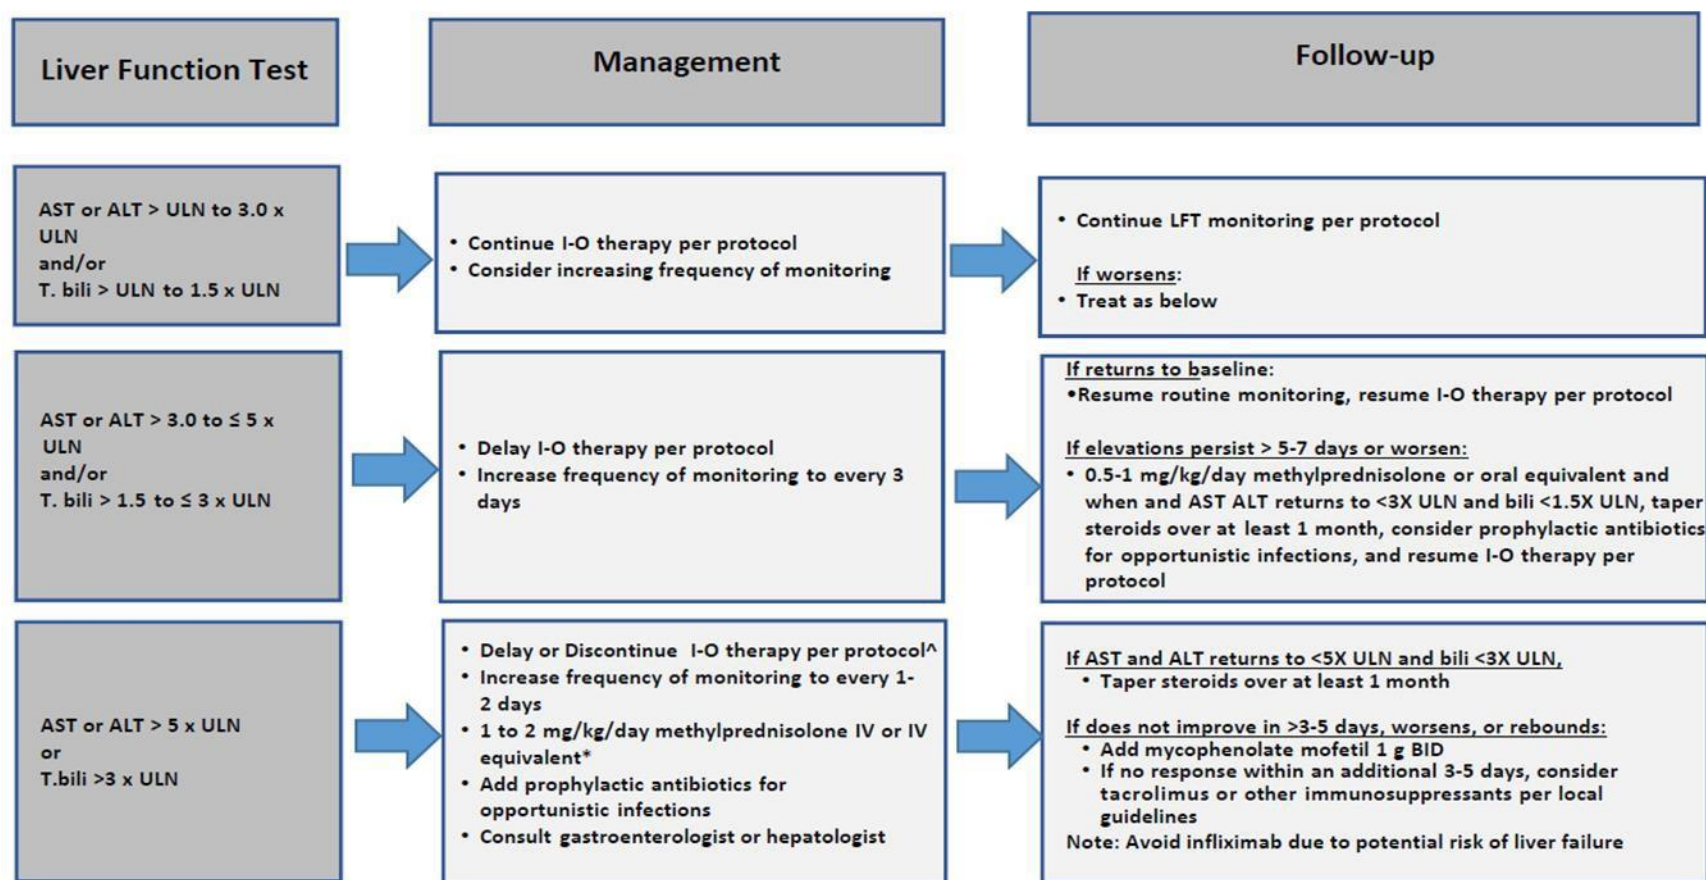 Liver Function Test
Management
Follow-up
AST or ALT > ULN to 3.0 x
ULN
and/or
T. bili > ULN to 1.5 x ULN
• Continue I-O therapy per protocol
• Consider increasing frequency of monitoring
• Continue LFT monitoring per protocol
If worsens:
• Treat as below
AST or ALT > 3.0 to ≤ 5 x
ULN
and/or
T. bili > 1.5 to ≤ 3 x ULN
• Delay I-O therapy per protocol
• Increase frequency of monitoring to every 3
days
If returns to baseline:
•Resume routine monitoring, resume I-O therapy per protocol
If elevations persist > 5-7 days or worsen:
• 0.5-1 mg/kg/day methylprednisolone or oral equivalent and
when and AST ALT returns to <3X ULN and bili <1.5X ULN, taper
steroids over at least 1 month, consider prophylactic antibiotics
for opportunistic infections, and resume I-O therapy per
protocol
AST or ALT > 5 x ULN
or
T.bili >3 x ULN
• Delay or Discontinue I-O therapy per protocol^
• Increase frequency of monitoring to every 1-
2 days
• 1 to 2 mg/kg/day methylprednisolone IV or IV
equivalent*
• Add prophylactic antibiotics for
opportunistic infections
• Consult gastroenterologist or hepatologist
If AST and ALT returns to <5X ULN and bili <3X ULN,
• Taper steroids over at least 1 month
If does not improve in >3-5 days, worsens, or rebounds:
• Add mycophenolate mofetil 1 g BID
• If no response within an additional 3-5 days, consider
tacrolimus or other immunosuppressants per local
guidelines
Note: Avoid infliximab due to potential risk of liver failure